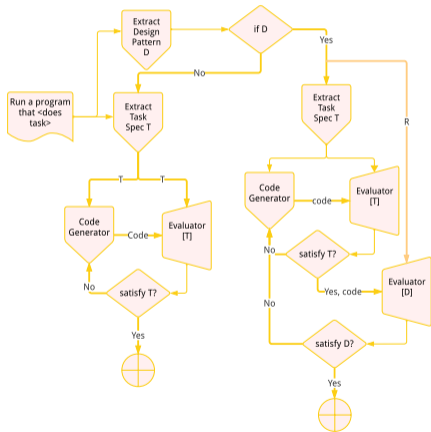 Extract
Design
Pattern
D
if D
Yes
No
Run a program
that <does
task>
Extract
Task
Spec T
Extract
Task
Spec T
R
T
T
Code
Generator
Code
Evaluator
[T]
Code
Generator
code
Evaluator
[T]
No
satisfy T?
Yes
No
satisfy T?
Yes, code
Evaluator
[D]
No
satisfy D?
Yes